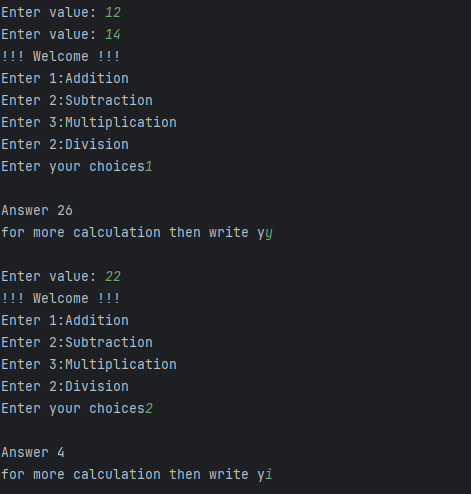 Enter value: 12
Enter value: 14
!!! Welcome !!!
Enter 1:Addition
Enter 2:Subtraction
Enter 3:Multiplication
Enter 2:Division
Enter your choices1
Answer 26
for more calculation then write yy
Enter value: 22
!!! Welcome !!!
Enter 1:Addition
Enter 2:Subtraction
Enter 3:Multiplication
Enter 2:Division
Enter your choices2
Answer 4
for more calculation then write yi